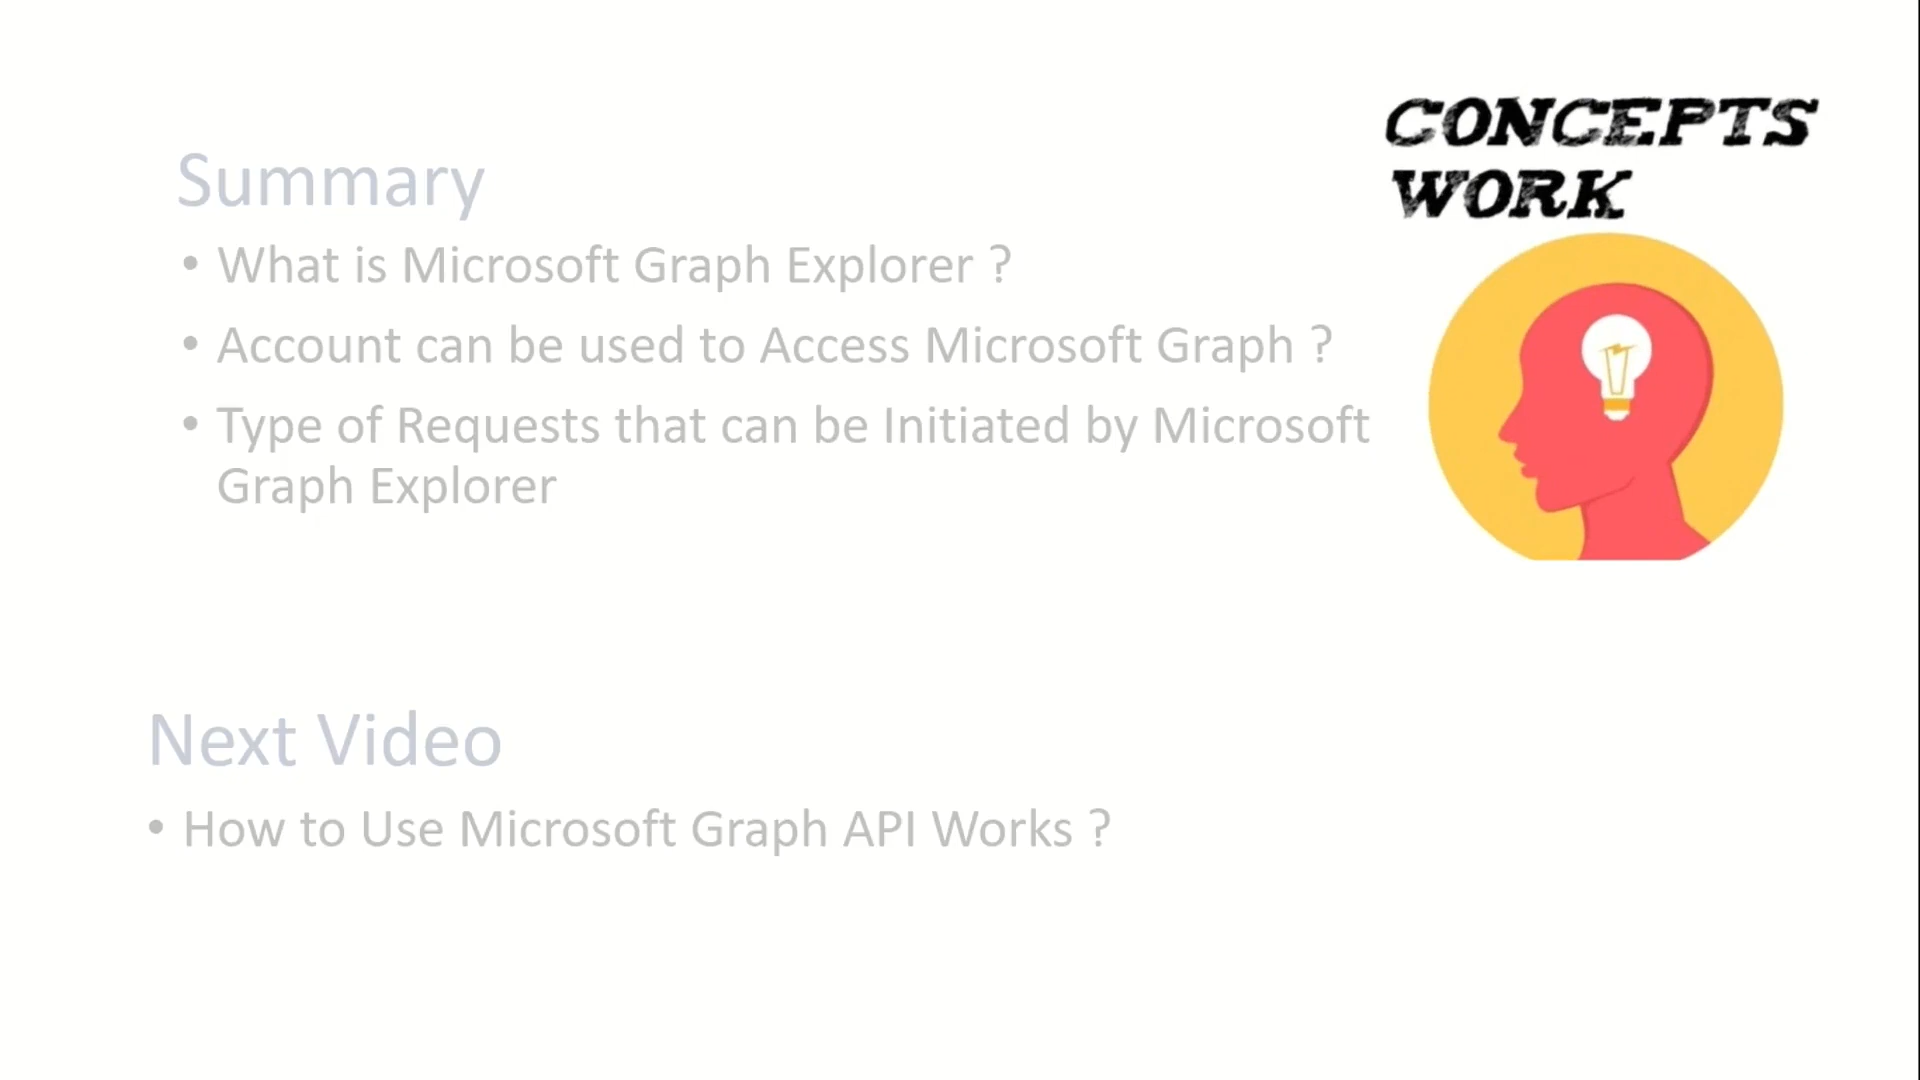 CONCEPTS
WORK
Summary
• What is Microsoft Graph Explorer ?
• Account can be used to Access Microsoft Graph ?
• Type of Requests that can be Initiated by Microsoft
Graph Explorer
Next Video
• How to Use Microsoft Graph API Works ?